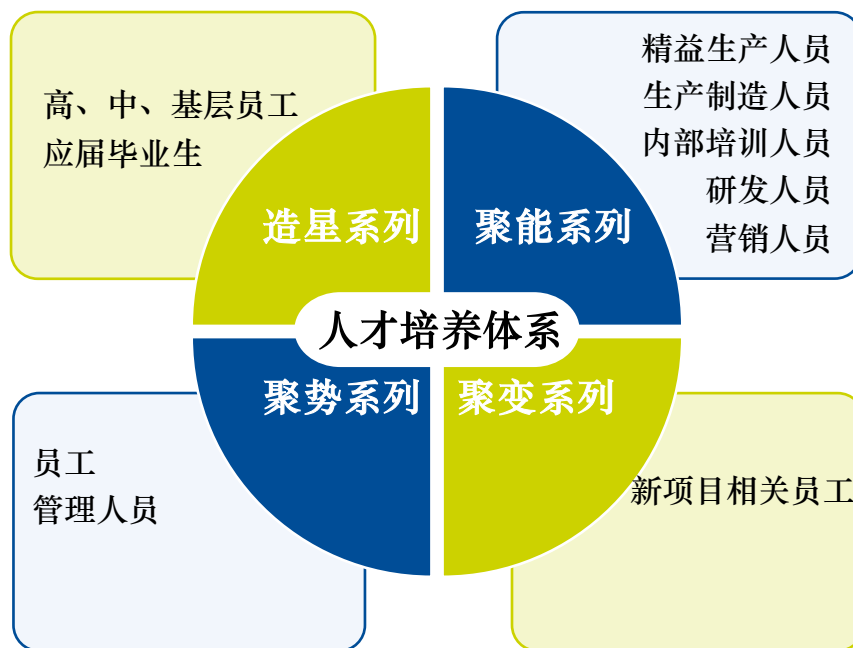 高、中、基层员工
应届毕业生
精益生产人员
生产制造人员
内部培训人员
研发人员
营销人员
造星系列
聚能系列
人才培养体系
聚势系列
聚变系列
员工
管理人员
新项目相关员工